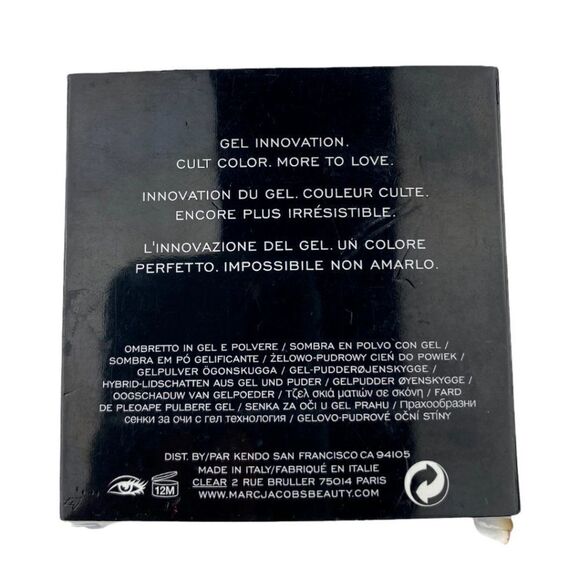 GEL INNOVATION.
CULT COLOR. MORE TO LOVE.
INNOVATION DU GEL. COULEUR CULTE.
ENCORE PLUS IRRÉSISTIBLE.
L'INNOVAZIONE DEL GEL. UN COLORE
PERFETTO. IMPOSSIBILE NON AMARLO.
OMBRETTO IN GEL E POLVERE / SOMBRA EN POLVO CON GEL /
SOMBRA EM PÓ GELIFICANTE / ŻELOWO-PUDROWY CIEŃ DO POWIEK /
GELPULVER ÖGONSKUGGA / GEL-PUDDERØJENSKYGGE /
HYBRID-LIDSCHATTEN AUS GEL UND PUDER / GELPUDDER ØYENSKYGGE /
OOGSCHADUW VAN GELPOEDER / Τζελ σκιά ματιών σε σκόνη / FARD
DE PLEOAPE PULBERE GEL / SENKA ZA OČI U GEL PRAHU / Прахообразни
сенки за очи с гел технология / GELOVO-PUDROVÉ OČNÍ STÍNY
DIST. BY/PAR KENDO SAN FRANCISCO CA 94105
MADE IN ITALY/FABRIQUÉ EN ITALIE
CLEAR 2 RUE BRULLER 75014 PARIS
WWW.MARCJACOBSBEAUTY.COM
12M